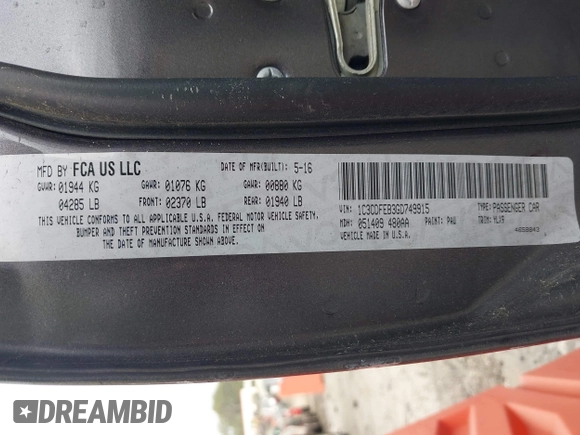 MFD BY FCA US LLC DATE OF MFR(BUILT): 5-16
GVWR: 01944 KG GAWR: 01076 KG GAWR: 00880 KG
04285 LB FRONT: 02370 LB REAR: 01940 LB
THIS VEHICLE CONFORMS TO ALL APPLICABLE U.S.A. FEDERAL MOTOR VEHICLE SAFETY,
BUMPER AND THEFT PREVENTION STANDARDS IN EFFECT ON
THE DATE OF MANUFACTURE SHOWN ABOVE.
VIN: 1C3CDFEB3GD749915 TYPE: PASSENGER CAR
MDH: 051409 480AA PAINT: PAU TRIM: HLX9
VEHICLE MADE IN U.S.A.
DREAMBID